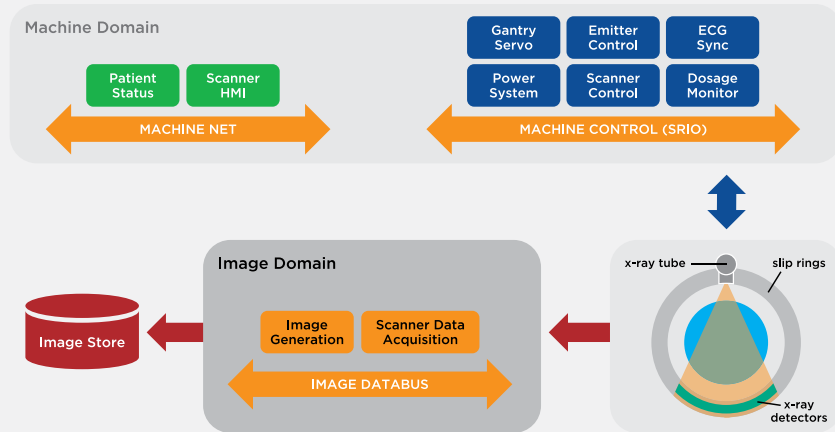 Machine Domain
Gantry
Servo
Emitter
Control
ECG
Sync
Patient
Status
Scanner
HMI
Power
System
Scanner
Control
Dosage
Monitor
MACHINE NET
MACHINE CONTROL (SRIO)
Image Domain
x-ray tube
slip rings
Image Store
Image
Generation
Scanner Data
Acquisition
IMAGE DATABUS
x-ray
detectors